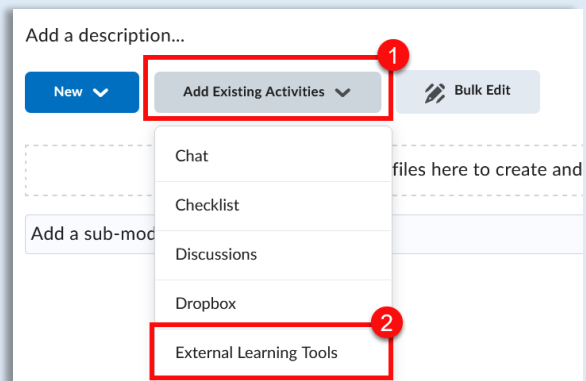 Add a description...
1
New
Add Existing Activities
Bulk Edit
Chat
files here to create and
Checklist
Add a sub-mod
Discussions
Dropbox
2
External Learning Tools